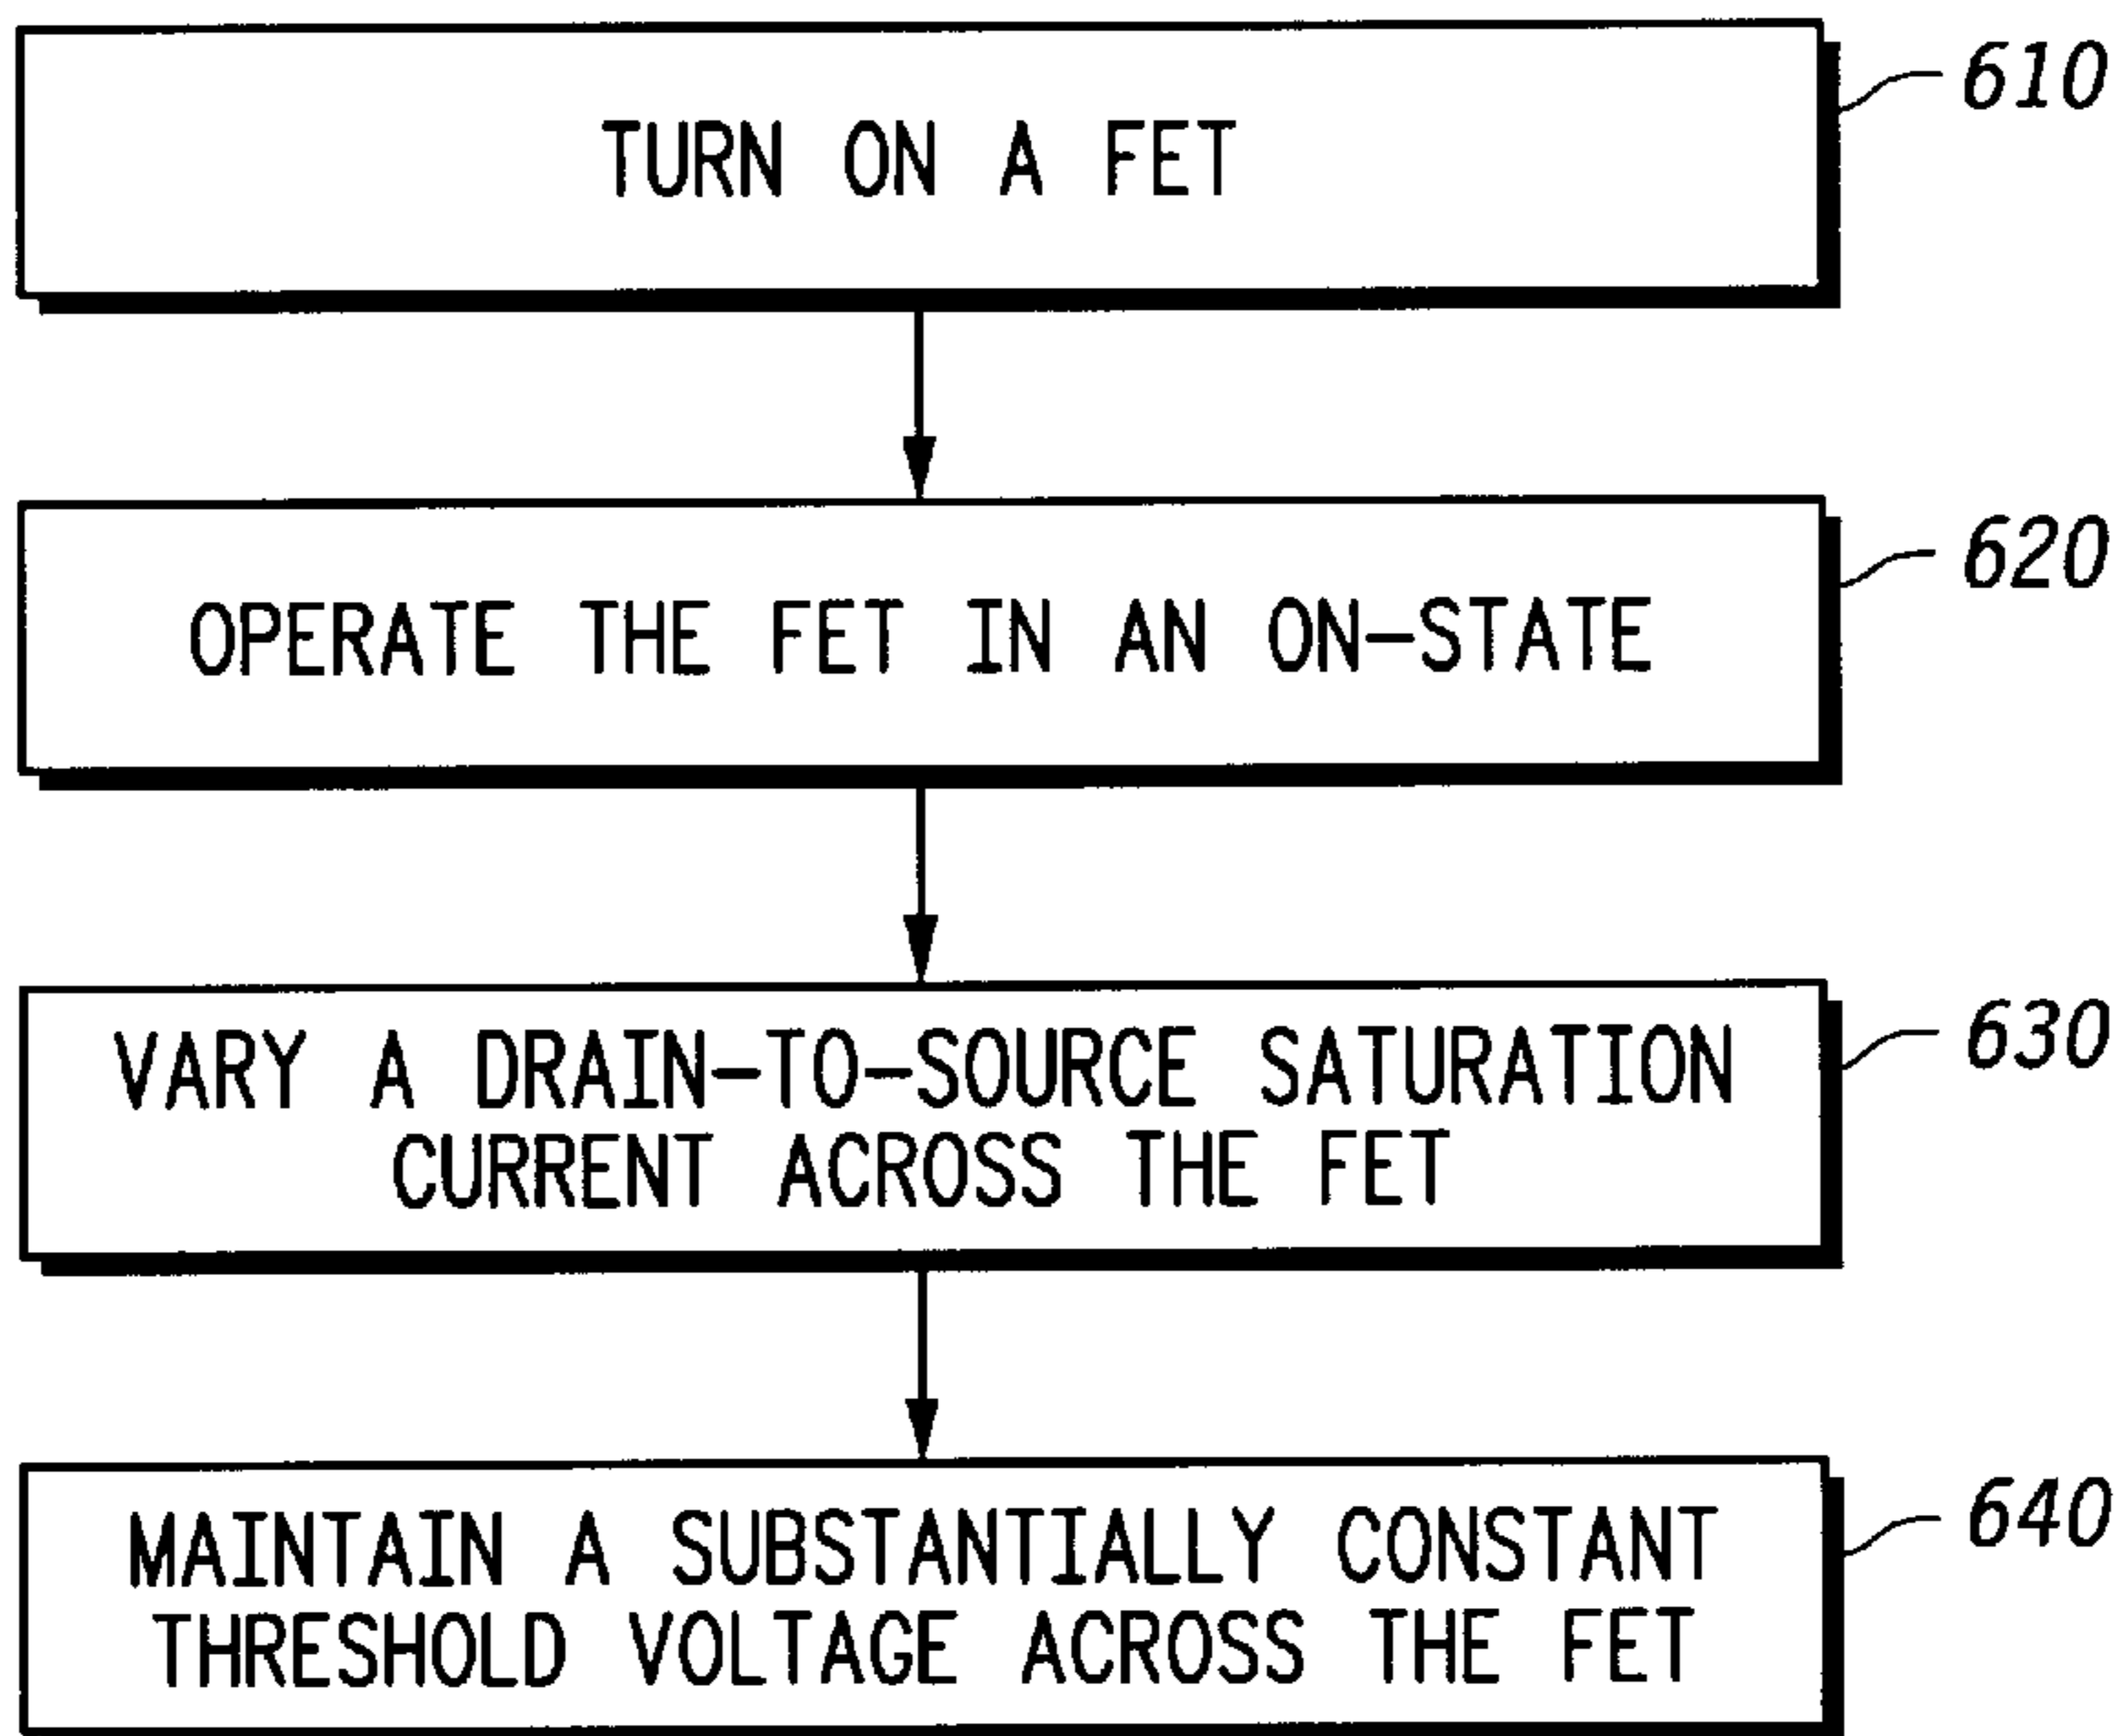 TURN ON A FET
610
OPERATE THE FET IN AN ON-STATE
620
VARY A DRAIN-TO-SOURCE SATURATION
CURRENT ACROSS THE FET
630
MAINTAIN A SUBSTANTIALLY CONSTANT
THRESHOLD VOLTAGE ACROSS THE FET
640